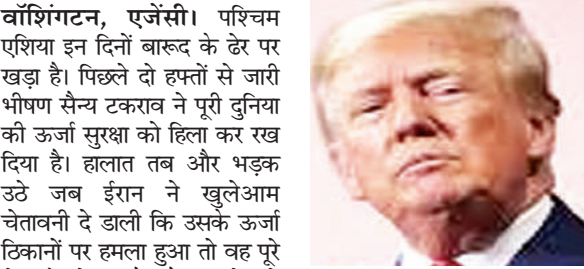 वॉशिंगटन, एजेंसी। पश्चिम
एशिया इन दिनों बारूद के ढेर पर
खड़ा है। पिछले दो हफ्तों से जारी
भीषण सैन्य टकराव ने पूरी दुनिया
की ऊर्जा सुरक्षा को हिला कर रख
दिया है। हालात तब और भड़क
उठे जब ईरान ने खुलेआम
चेतावनी दे डाली कि उसके ऊर्जा
ठिकानों पर हमला हुआ तो वह पूरे